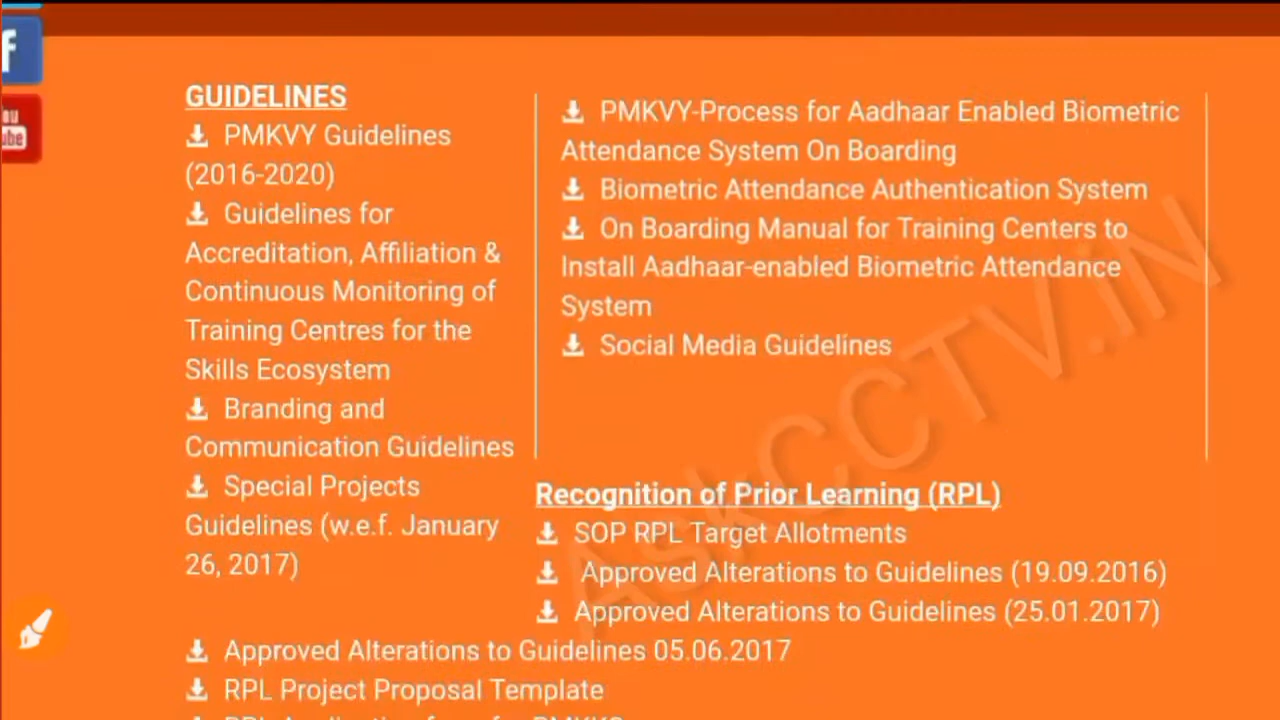 f
ou
ube
GUIDELINES
PMKVY Guidelines
(2016-2020)
Guidelines for
Accreditation, Affiliation &
Continuous Monitoring of
Training Centres for the
Skills Ecosystem
Branding and
Communication Guidelines
Special Projects
Guidelines (w.e.f. January
26, 2017)
PMKVY-Process for Aadhaar Enabled Biometric
Attendance System On Boarding
Biometric Attendance Authentication System
On Boarding Manual for Training Centers to
Install Aadhaar-enabled Biometric Attendance
System
Social Media Guidelines
Recognition of Prior Learning (RPL)
SOP RPL Target Allotments
Approved Alterations to Guidelines (19.09.2016)
Approved Alterations to Guidelines (25.01.2017)
Approved Alterations to Guidelines 05.06.2017
RPL Project Proposal Template
AskCCTV.iN